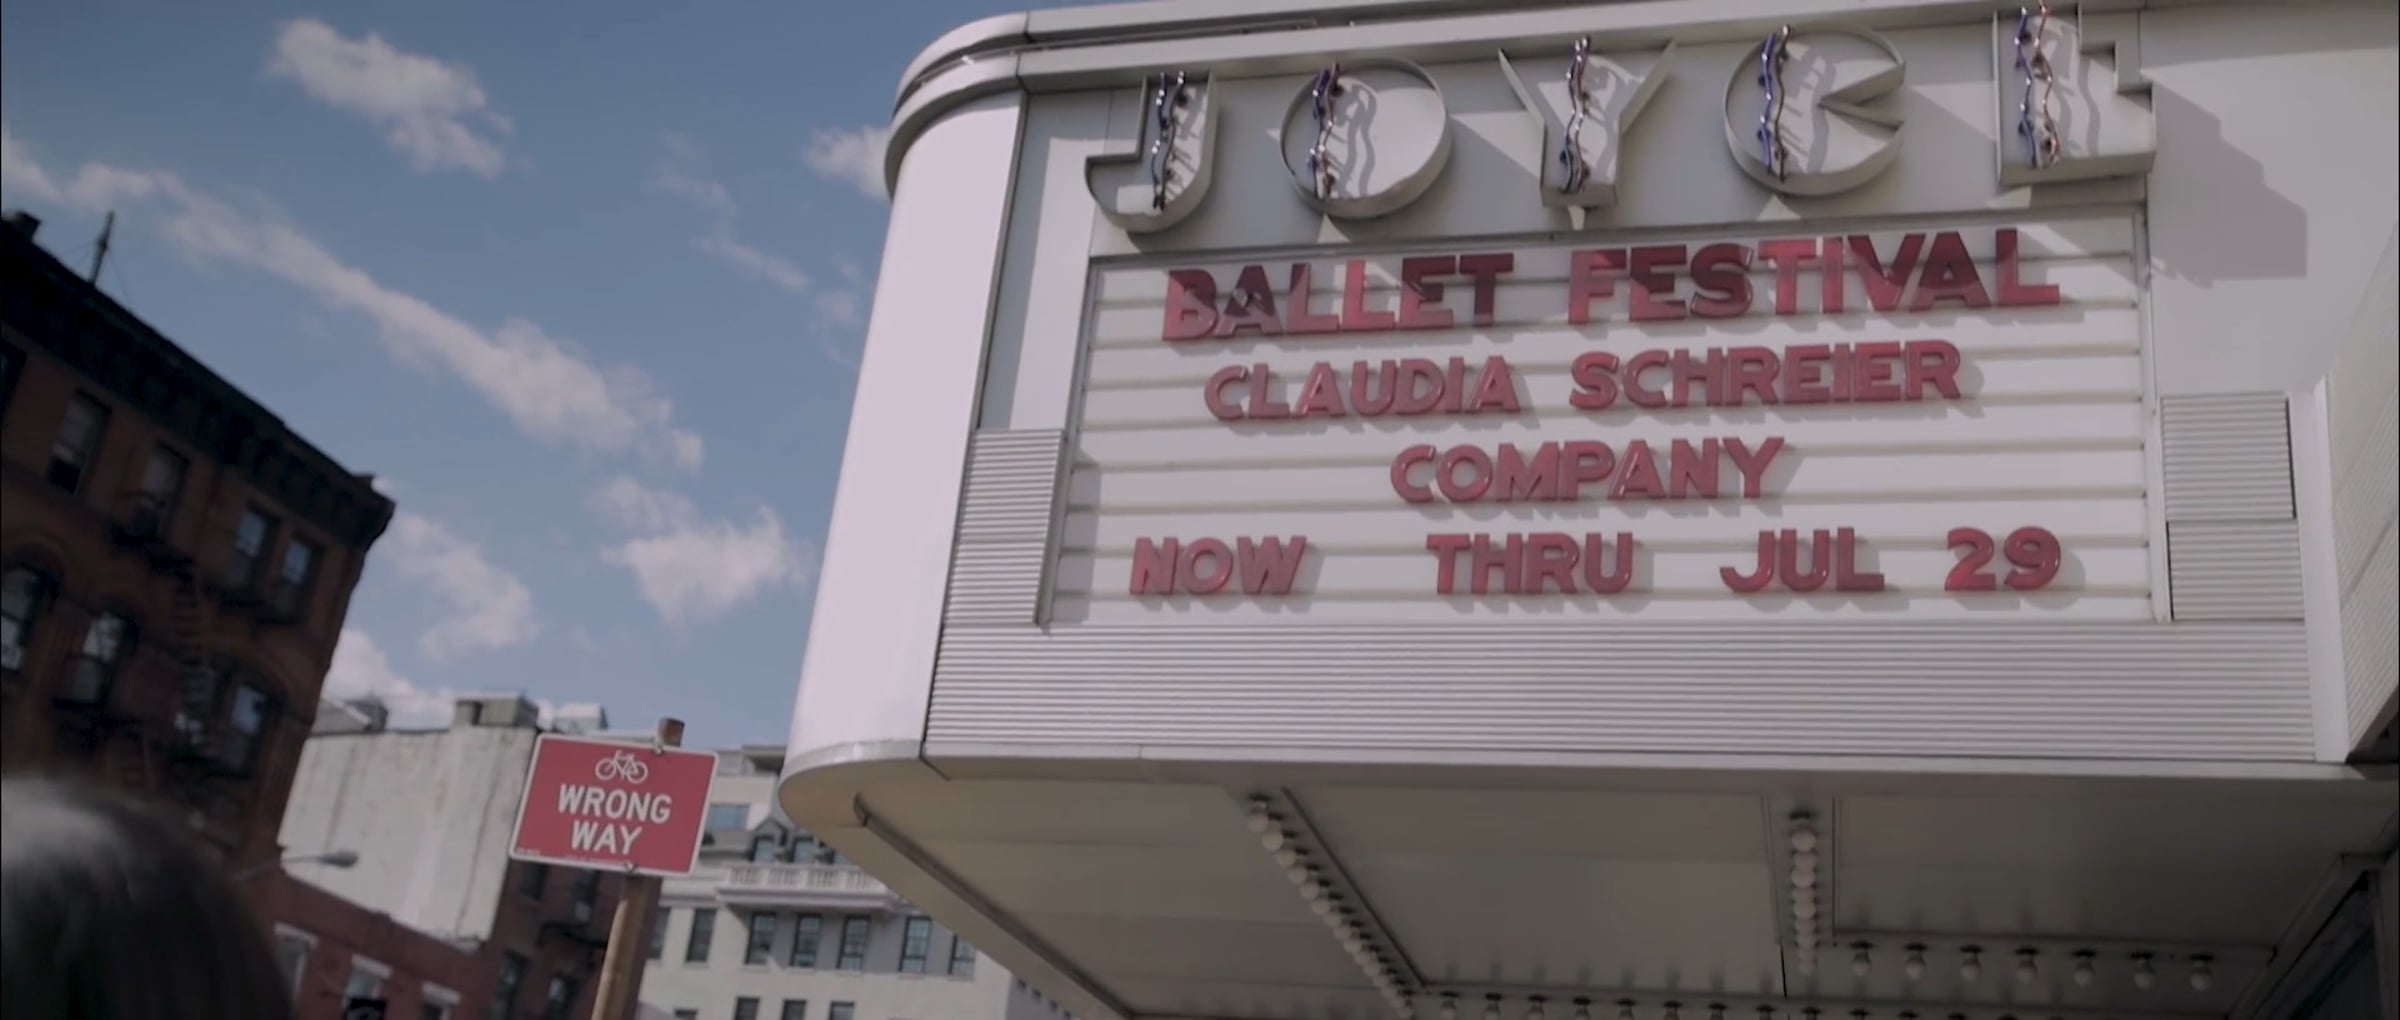 JOYCE
BALLET FESTIVAL
CLAUDIA SCHREIER
COMPANY
NOW THRU JUL 29
WRONG
WAY